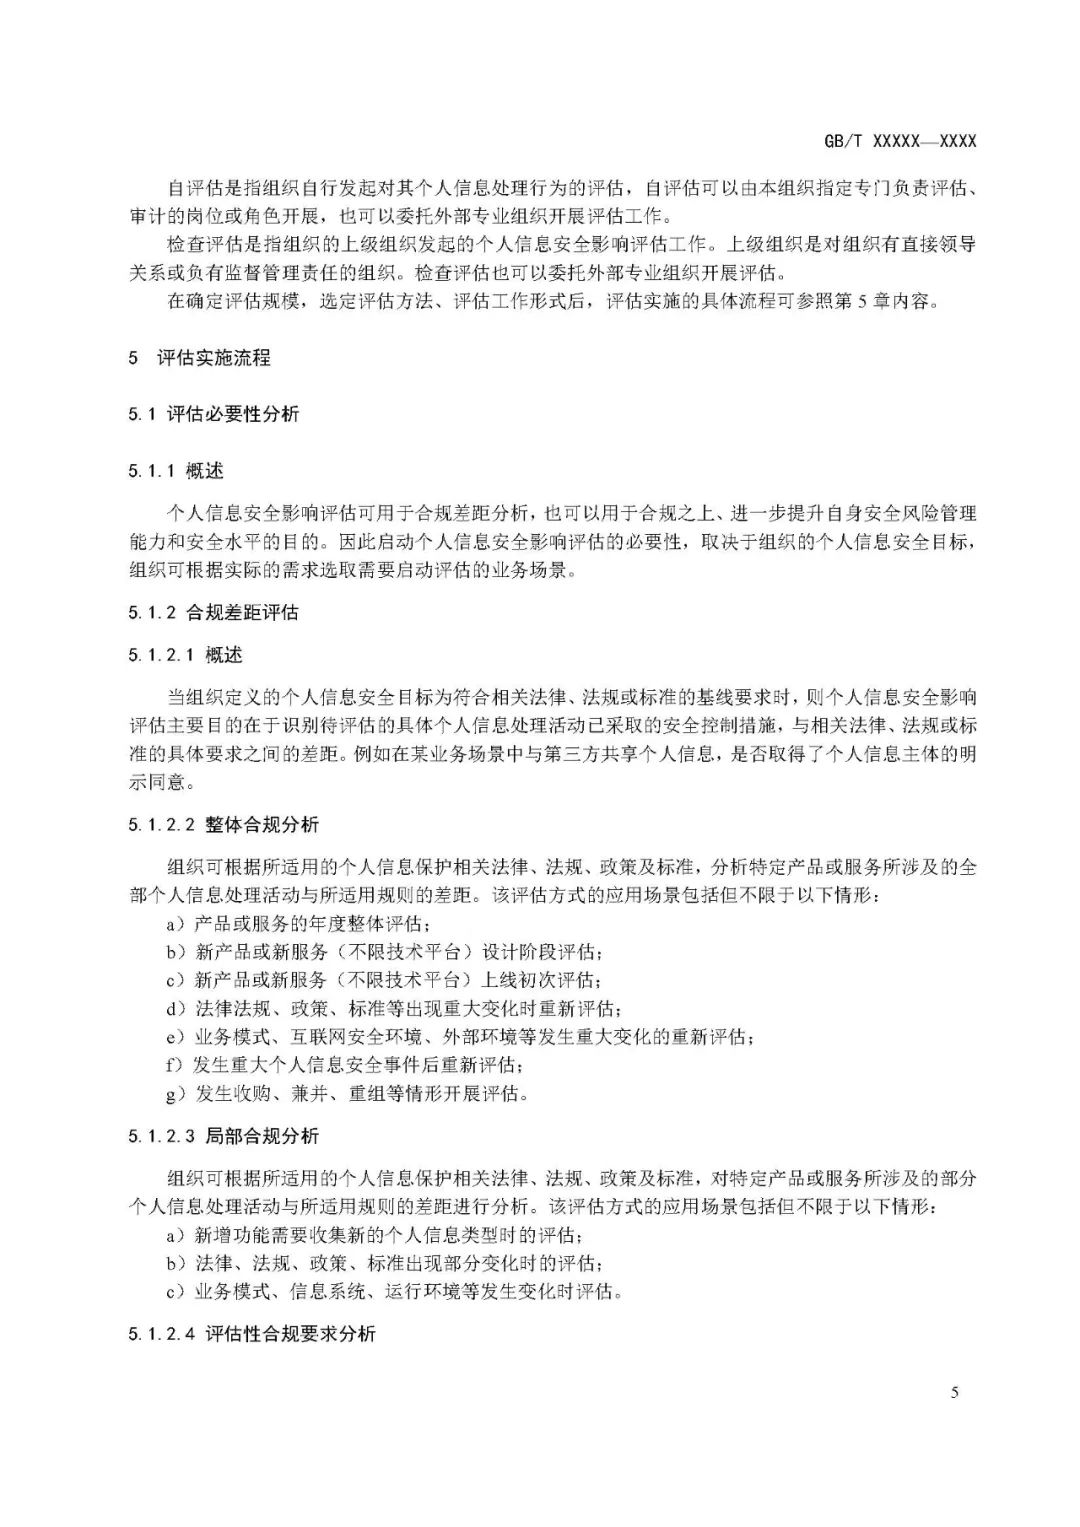 GB/T XXXXX—XXXX
自评估是指组织自行发起对其个人信息处理行为的评估，自评估可以由本组织指定专门负责评估、
审计的岗位或角色开展，也可以委托外部专业组织开展评估工作。
检查评估是指组织的上级组织发起的个人信息安全影响评估工作。上级组织是对组织有直接领导
关系或负有监督管理责任的组织。检查评估也可以委托外部专业组织开展评估。
在确定评估规模，选定评估方法、评估工作形式后，评估实施的具体流程可参照第 5 章内容。
5 评估实施流程
5.1 评估必要性分析
5.1.1 概述
个人信息安全影响评估可用于合规差距分析，也可以用于合规之上、进一步提升自身安全风险管理
能力和安全水平的目的。因此启动个人信息安全影响评估的必要性，取决于组织的个人信息安全目标，
组织可根据实际的需求选取需要启动评估的业务场景。
5.1.2 合规差距评估
5.1.2.1 概述
当组织定义的个人信息安全目标为符合相关法律、法规或标准的基线要求时，则个人信息安全影响
评估主要目的在于识别待评估的具体个人信息处理活动已采取的安全控制措施，与相关法律、法规或标
准的具体要求之间的差距。例如在某业务场景中与第三方共享个人信息，是否取得了个人信息主体的明
示同意。
5.1.2.2 整体合规分析
组织可根据所适用的个人信息保护相关法律、法规、政策及标准，分析特定产品或服务所涉及的全
部个人信息处理活动与所适用规则的差距。该评估方式的应用场景包括但不限于以下情形：
a）产品或服务的年度整体评估；
b）新产品或新服务（不限技术平台）设计阶段评估；
c）新产品或新服务（不限技术平台）上线初次评估；
d）法律法规、政策、标准等出现重大变化时重新评估；
e）业务模式、互联网安全环境、外部环境等发生重大变化的重新评估；
f）发生重大个人信息安全事件后重新评估；
g）发生收购、兼并、重组等情形开展评估。
5.1.2.3 局部合规分析
组织可根据所适用的个人信息保护相关法律、法规、政策及标准，对特定产品或服务所涉及的部分
个人信息处理活动与所适用规则的差距进行分析。该评估方式的应用场景包括但不限于以下情形：
a）新增功能需要收集新的个人信息类型时的评估；
b）法律、法规、政策、标准出现部分变化时的评估；
c）业务模式、信息系统、运行环境等发生变化时评估。
5.1.2.4 评估性合规要求分析
5